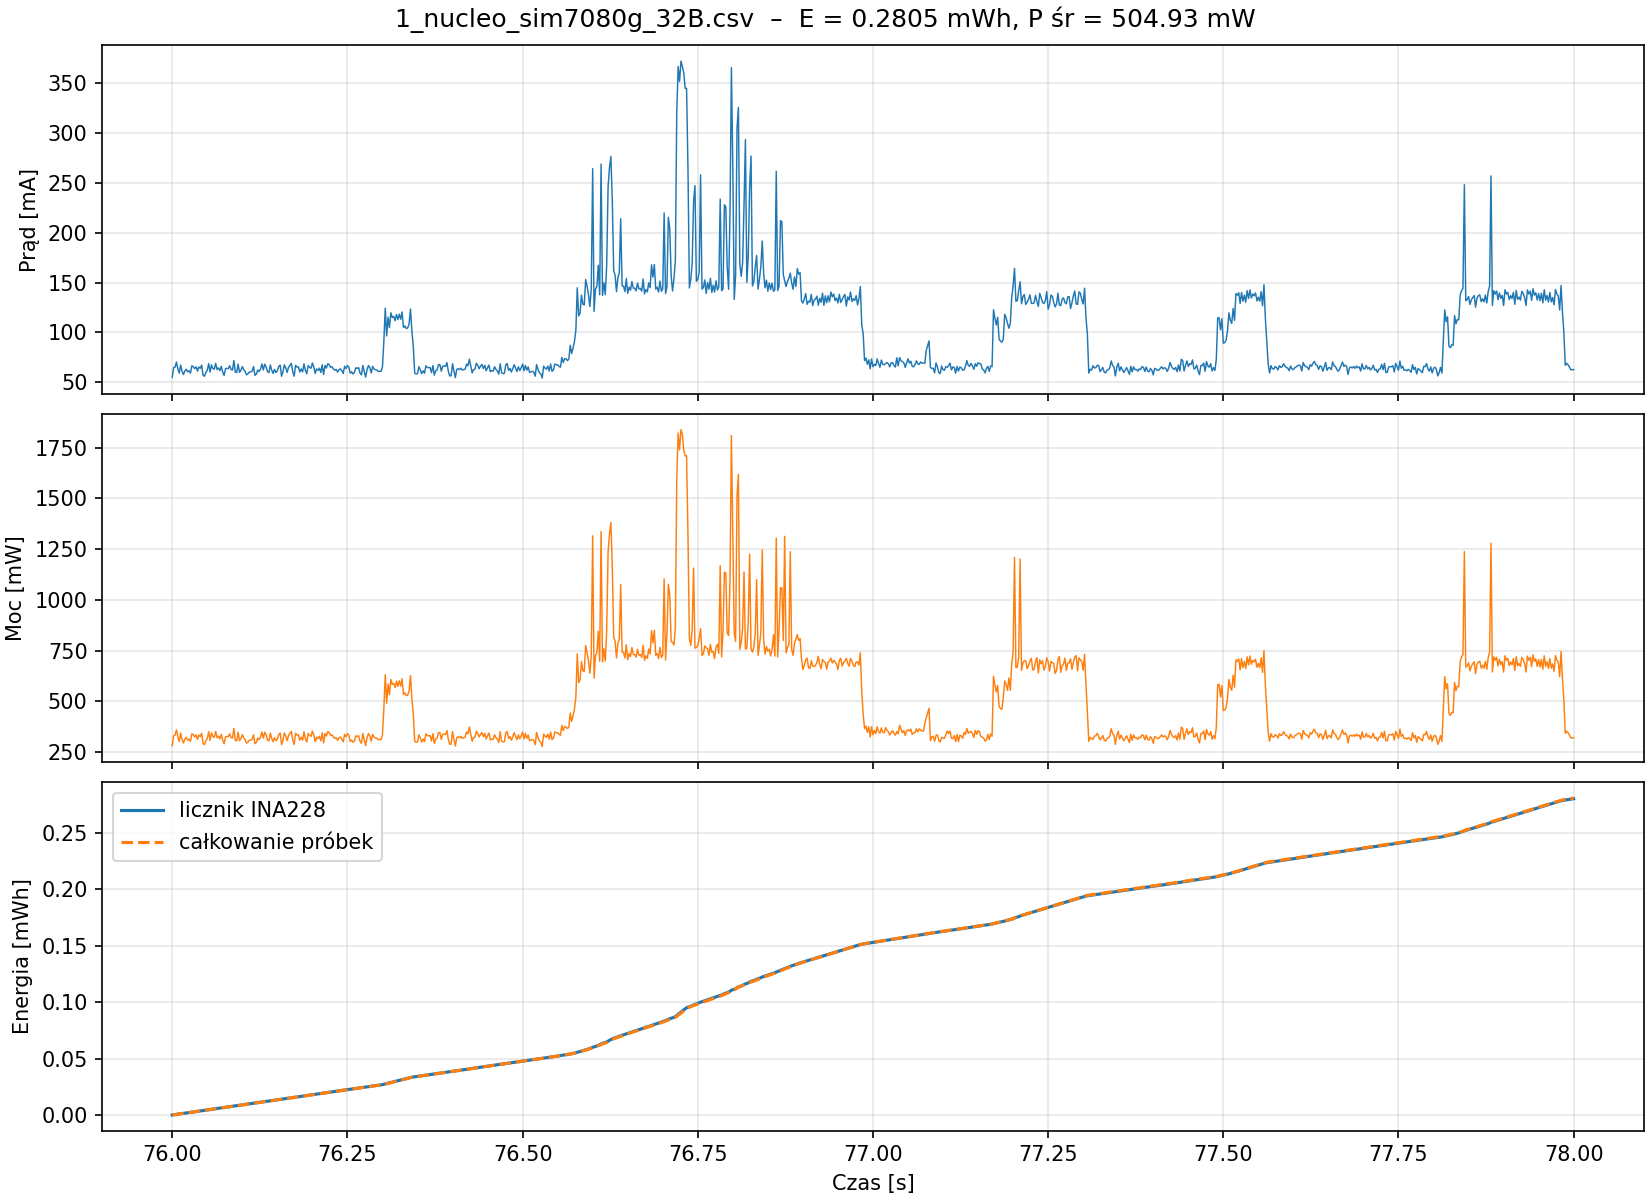 1_nucleo_sim7080g_32B.csv – E = 0.2805 mWh, P śr = 504.93 mW
350
300
250
200
150
100
50
Prąd [mA]
1750
1500
1250
1000
750
500
250
Moc [mW]
licznik INA228
całkowanie próbek
0.25
0.20
0.15
0.10
0.05
0.00
Energia [mWh]
76.00 76.25 76.50 76.75 77.00 77.25 77.50 77.75 78.00
Czas [s]